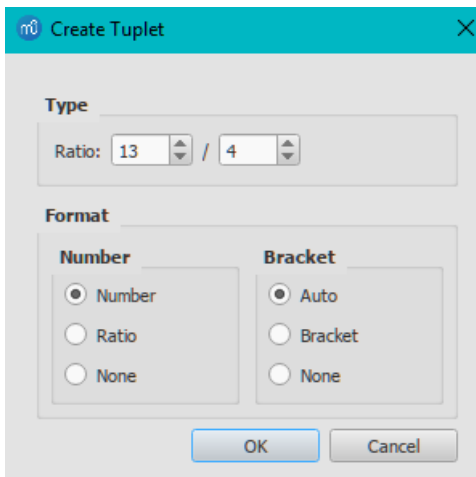 Create Tuplet
Type
Ratio: 13 / 4
Format
Number Bracket
Number Auto
Ratio Bracket
None None
OK Cancel